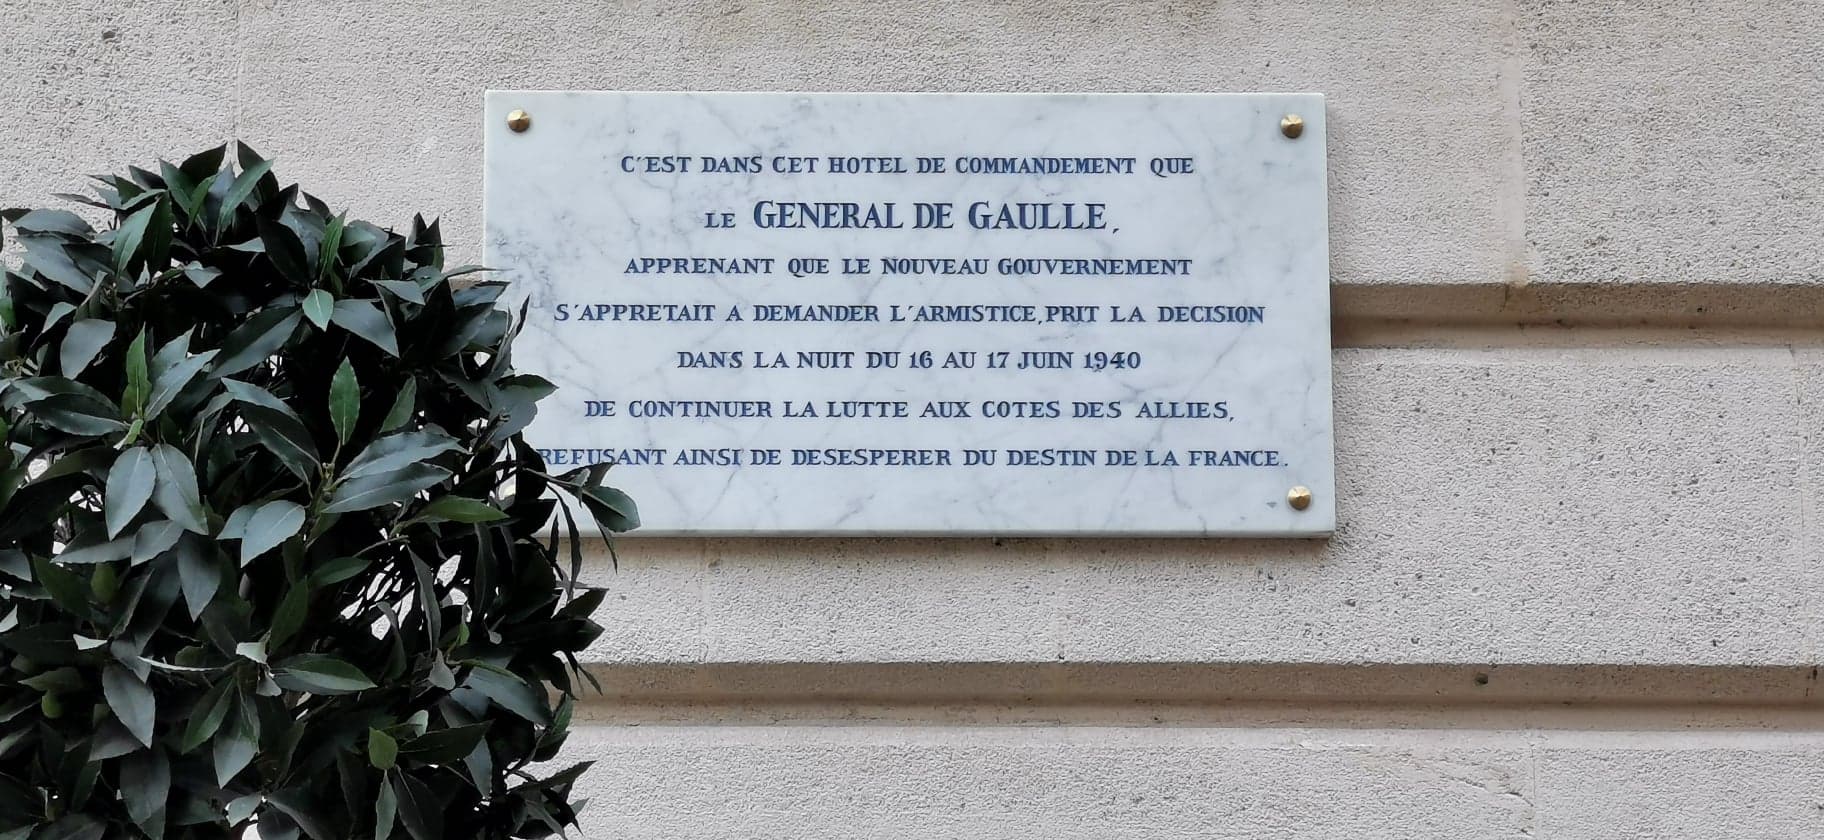 C'EST DANS CET HOTEL DE COMMANDEMENT QUE
LE GENERAL DE GAULLE,
APPRENANT QUE LE NOUVEAU GOUVERNEMENT
S'APPRETAIT A DEMANDER L'ARMISTICE, PRIT LA DECISION
DANS LA NUIT DU 16 AU 17 JUIN 1940
DE CONTINUER LA LUTTE AUX COTES DES ALLIES,
REFUSANT AINSI DE DESESPERER DU DESTIN DE LA FRANCE.